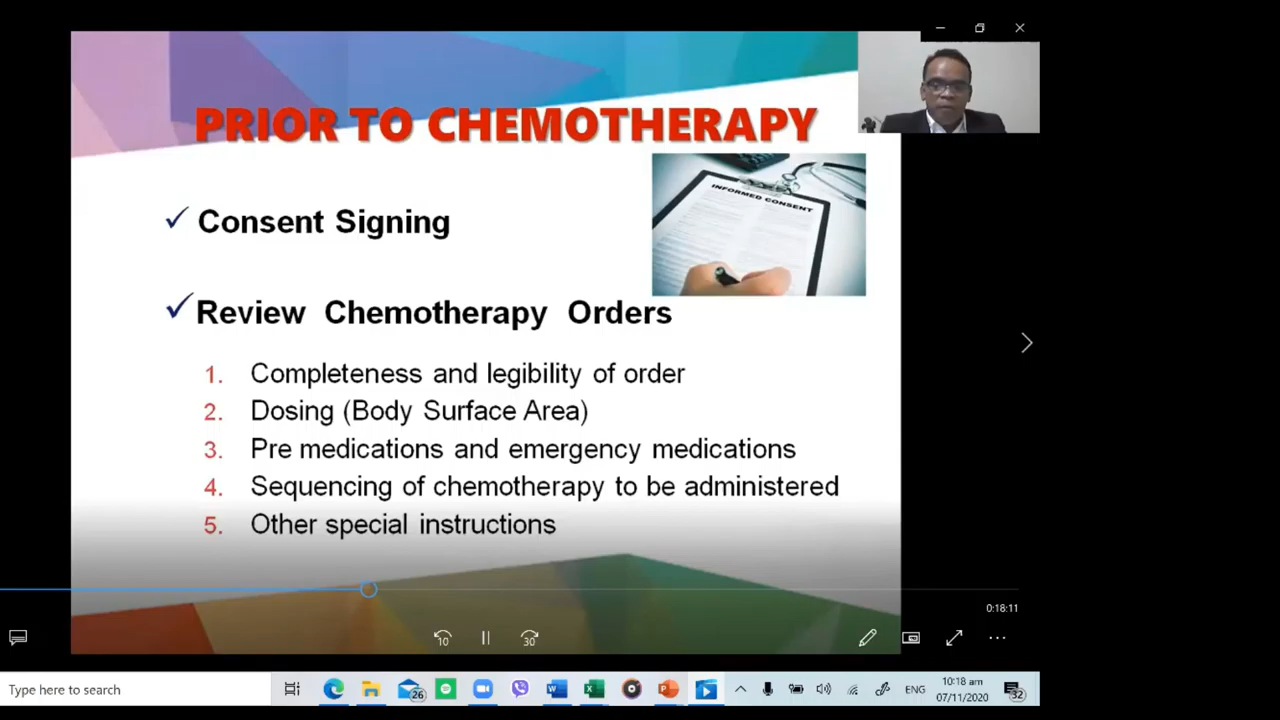 PRIOR TO CHEMOTHERAPY
INFORMED CONSENT
Consent Signing
Review Chemotherapy Orders
1. Completeness and legibility of order
2. Dosing (Body Surface Area)
3. Pre medications and emergency medications
4. Sequencing of chemotherapy to be administered
5. Other special instructions
0:18:11
10
30
Type here to search
26
ENG
10:18 am
07/11/2020
32